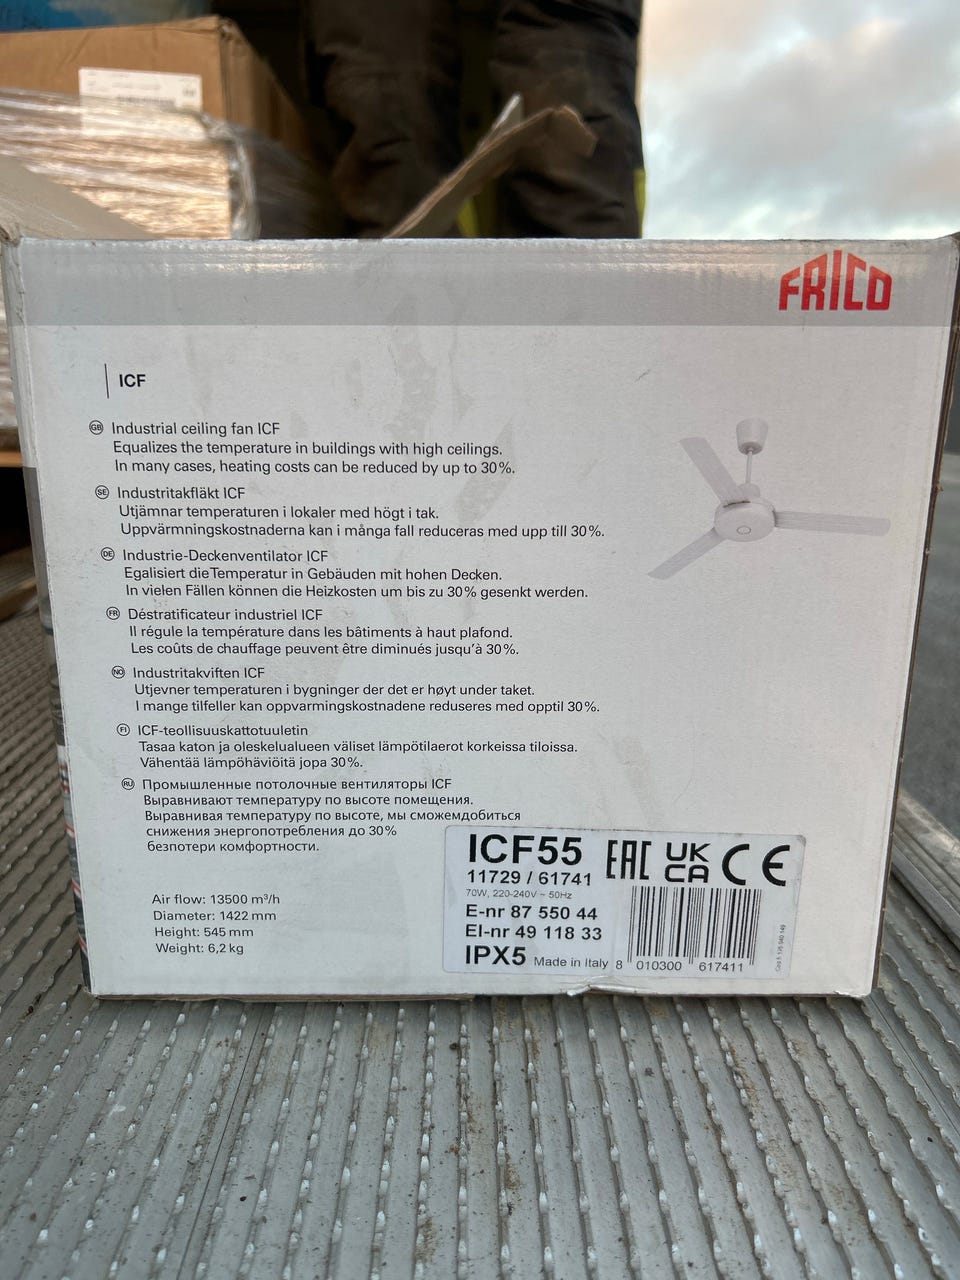 FRICO
ICF
GB Industrial ceiling fan ICF
Equalizes the temperature in buildings with high ceilings.
In many cases, heating costs can be reduced by up to 30%.
SE Industritakfläkt ICF
Utjämnar temperaturen i lokaler med högt i tak.
Uppvärmningskostnaderna kan i många fall reduceras med upp till 30%.
DE Industrie-Deckenventilator ICF
Egalisiert dieTemperatur in Gebäuden mit hohen Decken.
In vielen Fällen können die Heizkosten um bis zu 30% gesenkt werden.
FR Déstratificateur industriel ICF
Il régule la température dans les bâtiments à haut plafond.
Les coûts de chauffage peuvent être diminués jusqu'à 30%.
NO Industritakviften ICF
Utjevner temperaturen i bygninger der det er høyt under taket.
I mange tilfeller kan oppvarmingskostnadene reduseres med opptil 30%.
FI ICF-teollisuuskattotuuletin
Tasaa katon ja oleskelualueen väliset lämpötilaerot korkeissa tiloissa.
Vähentää lämpöhäviöitä jopa 30%.
RU Промышленные потолочные вентиляторы ICF
Выравнивают температуру по высоте помещения.
Выравнивая температуру по высоте, мы сможемдобиться
снижения энергопотребления до 30%
безпотери комфортности.
Air flow: 13500 m³/h
Diameter: 1422 mm
Height: 545 mm
Weight: 6,2 kg
ICF55 EAC UK CA CE
11729 / 61741
70W, 220-240V ~ 50Hz
E-nr 87 550 44
El-nr 49 118 33
IPX5 Made in Italy
8 010300 617411